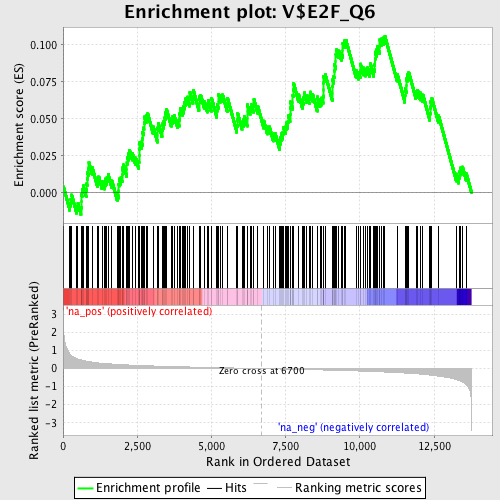 Enrichment plot: V$E2F_Q6
Enrichment score (ES)
0.100
0.075
0.050
0.025
0.000
Ranked list metric (PreRanked)
3
2
1
0
-1
-2
-3
'na_pos' (positively correlated)
Zero cross at 6700
'na_neg' (negatively correlated)
0
2,500
5,000
7,500
10,000
12,500
Rank in Ordered Dataset
Enrichment profile
Hits
Ranking metric scores